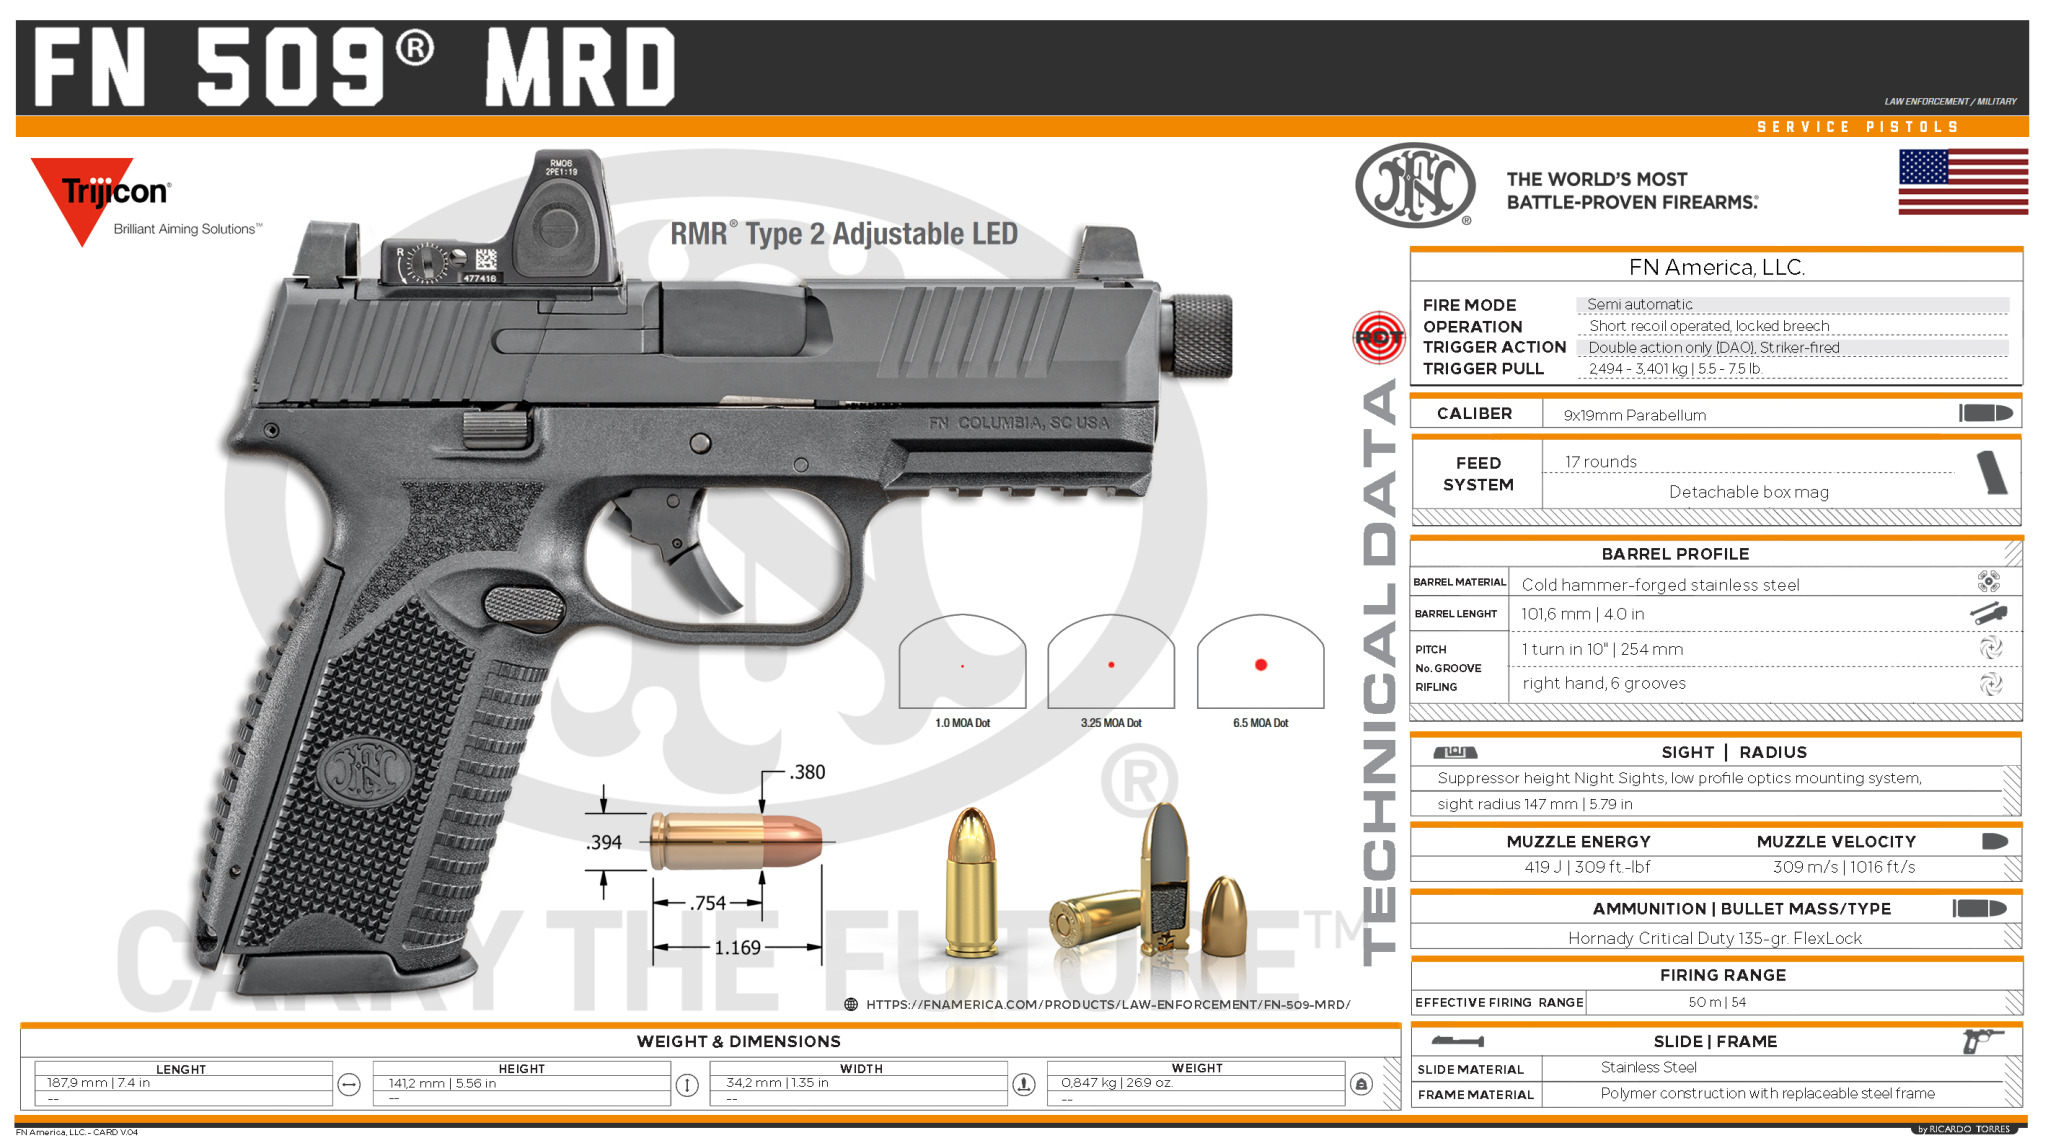 FN 509® MRD
LAW ENFORCEMENT / MILITARY
SERVICE PISTOLS
Trijicon®
Brilliant Aiming Solutions™
RM06
2PE1:19
R
477416
RMR® Type 2 Adjustable LED
FN COLUMBIA, SC USA
FN
®
THE WORLD'S MOST
BATTLE-PROVEN FIREARMS.®
RDT
TECHNICAL DATA
FN America, LLC.
FIRE MODE Semi automatic
OPERATION Short recoil operated, locked breech
TRIGGER ACTION Double action only (DAO), Striker-fired
TRIGGER PULL 2,494 - 3,401 kg | 5.5 - 7.5 lb.
CALIBER 9x19mm Parabellum
FEED SYSTEM 17 rounds
Detachable box mag
BARREL PROFILE
BARREL MATERIAL Cold hammer-forged stainless steel
BARREL LENGHT 101,6 mm | 4.0 in
PITCH 1 turn in 10" | 254 mm
No. GROOVE
RIFLING right hand, 6 grooves
SIGHT | RADIUS
Suppressor height Night Sights, low profile optics mounting system,
sight radius 147 mm | 5.79 in
MUZZLE ENERGY MUZZLE VELOCITY
419 J | 309 ft.-lbf 309 m/s | 1016 ft/s
AMMUNITION | BULLET MASS/TYPE
Hornady Critical Duty 135-gr. FlexLock
FIRING RANGE
EFFECTIVE FIRING RANGE 50 m | 54
SLIDE | FRAME
SLIDE MATERIAL Stainless Steel
FRAME MATERIAL Polymer construction with replaceable steel frame
1.0 MOA Dot 3.25 MOA Dot 6.5 MOA Dot
.380
.394
.754
1.169
®
CARRY THE FUTURE™
HTTPS://FNAMERICA.COM/PRODUCTS/LAW-ENFORCEMENT/FN-509-MRD/
WEIGHT & DIMENSIONS
LENGHT HEIGHT WIDTH WEIGHT
187,9 mm | 7.4 in 141,2 mm | 5.56 in 34,2 mm | 1.35 in 0,847 kg | 26.9 oz.
-- -- -- --
FN America, LLC. - CARD V.04
by RICARDO TORRES